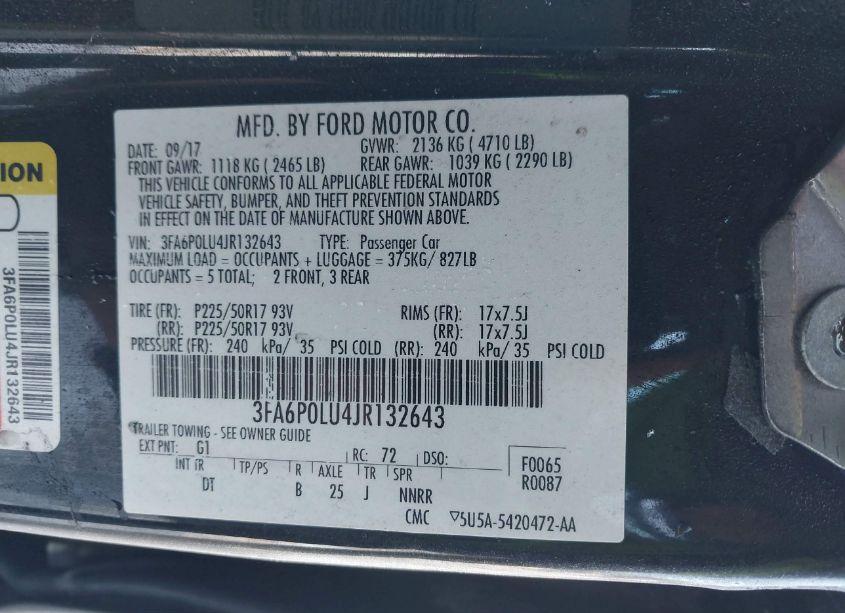 MFD. BY FORD MOTOR CO.
DATE: 09/17 GVWR: 2136 KG ( 4710 LB)
FRONT GAWR: 1118 KG ( 2465 LB) REAR GAWR: 1039 KG ( 2290 LB)
THIS VEHICLE CONFORMS TO ALL APPLICABLE FEDERAL MOTOR
VEHICLE SAFETY, BUMPER, AND THEFT PREVENTION STANDARDS
IN EFFECT ON THE DATE OF MANUFACTURE SHOWN ABOVE.
VIN: 3FA6P0LU4JR132643 TYPE: Passenger Car
MAXIMUM LOAD = OCCUPANTS + LUGGAGE = 375KG/ 827LB
OCCUPANTS = 5 TOTAL; 2 FRONT, 3 REAR
TIRE (FR): P225/50R17 93V RIMS (FR): 17x7.5J
(RR): P225/50R17 93V (RR): 17x7.5J
PRESSURE (FR): 240 kPa/ 35 PSI COLD (RR): 240 kPa/ 35 PSI COLD
3FA6P0LU4JR132643
TRAILER TOWING - SEE OWNER GUIDE
EXT PNT: G1 RC: 72 DSO:
INT TR TP/PS R AXLE TR SPR
DT B 25 J NNRR
F0065
R0087
CMC ▽5U5A-5420472-AA
TION
3FA6P0LU4JR132643